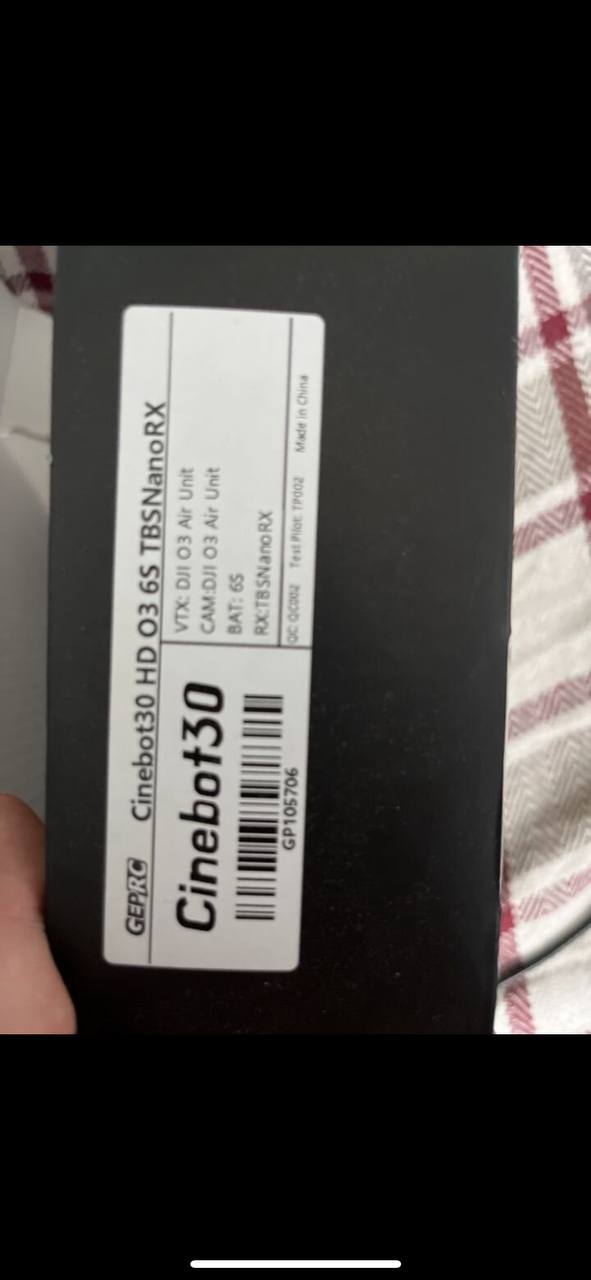 GEPRC Cinebot30 HD O3 6S TBSNanoRX
Cinebot30
GP105706
VTX: DJI O3 Air Unit
CAM:DJI O3 Air Unit
BAT: 6S
RX:TBSNanoRX
QC: QC002 Test Pilot: TP002 Made in China